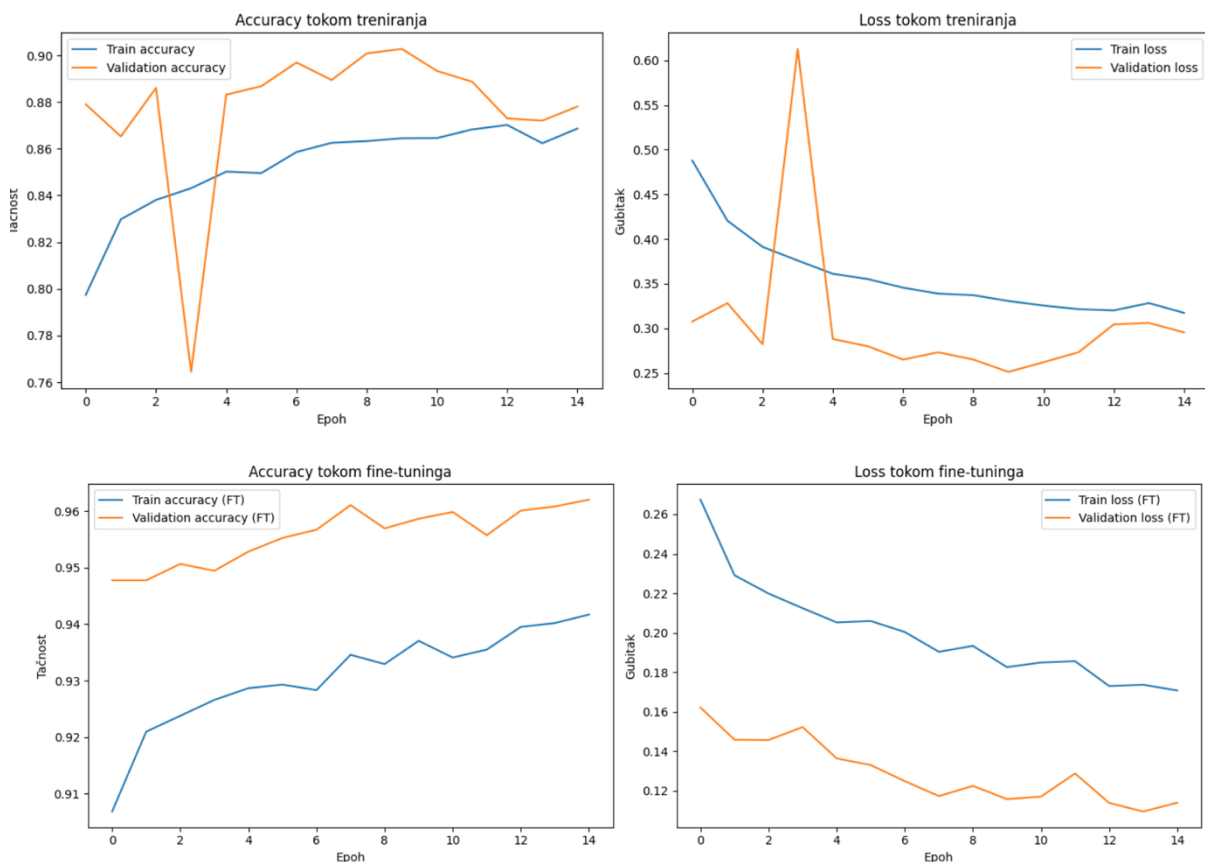 Accuracy tokom treniranja
Train accuracy
Validation accuracy
0.90
0.88
0.86
0.84
0.82
0.80
0.78
0.76
Tačnost
0 2 4 6 8 10 12 14
Epoh
Loss tokom treniranja
Train loss
Validation loss
0.60
0.55
0.50
0.45
0.40
0.35
0.30
0.25
Gubitak
0 2 4 6 8 10 12 14
Epoh
Accuracy tokom fine-tuninga
Train accuracy (FT)
Validation accuracy (FT)
0.96
0.95
0.94
0.93
0.92
0.91
Tačnost
0 2 4 6 8 10 12 14
Epoh
Loss tokom fine-tuninga
Train loss (FT)
Validation loss (FT)
0.26
0.24
0.22
0.20
0.18
0.16
0.14
0.12
Gubitak
0 2 4 6 8 10 12 14
Epoh